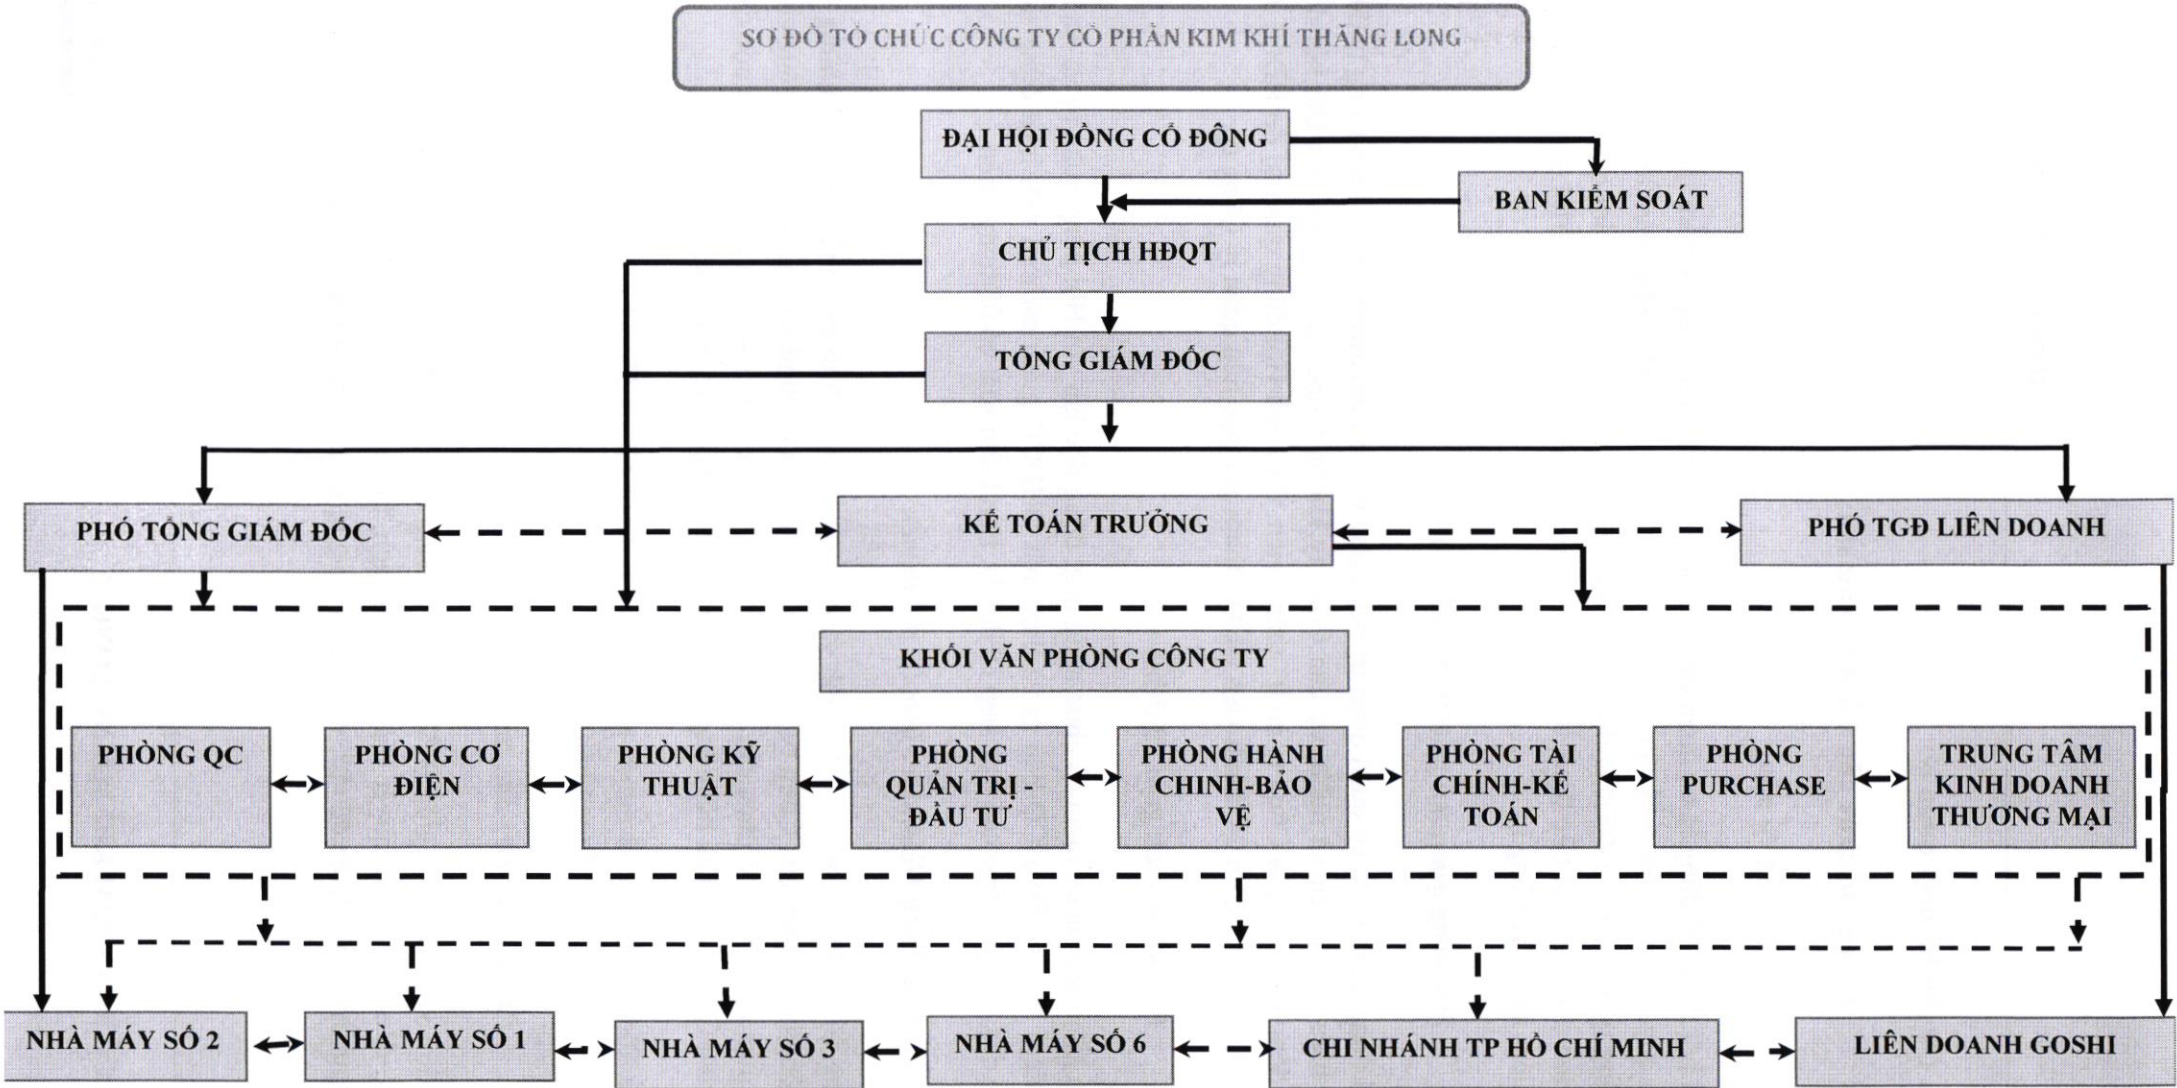 SƠ ĐỒ TỔ CHỨC CÔNG TY CỔ PHẦN KIM KHÍ THĂNG LONG
ĐẠI HỘI ĐỒNG CỔ ĐÔNG
BAN KIỂM SOÁT
CHỦ TỊCH HĐQT
TỔNG GIÁM ĐỐC
PHÓ TỔNG GIÁM ĐỐC
KẾ TOÁN TRƯỞNG
PHÓ TGĐ LIÊN DOANH
KHỐI VĂN PHÒNG CÔNG TY
PHÒNG QC
PHÒNG CƠ
ĐIỆN
PHÒNG KỸ
THUẬT
PHÒNG
QUẢN TRỊ -
ĐẦU TƯ
PHÒNG HÀNH
CHINH-BẢO
VỆ
PHÒNG TÀI
CHÍNH-KẾ
TOÁN
PHÒNG
PURCHASE
TRUNG TÂM
KINH DOANH
THƯƠNG MẠI
NHÀ MÁY SỐ 2
NHÀ MÁY SỐ 1
NHÀ MÁY SỐ 3
NHÀ MÁY SỐ 6
CHI NHÁNH TP HỒ CHÍ MINH
LIÊN DOANH GOSHI